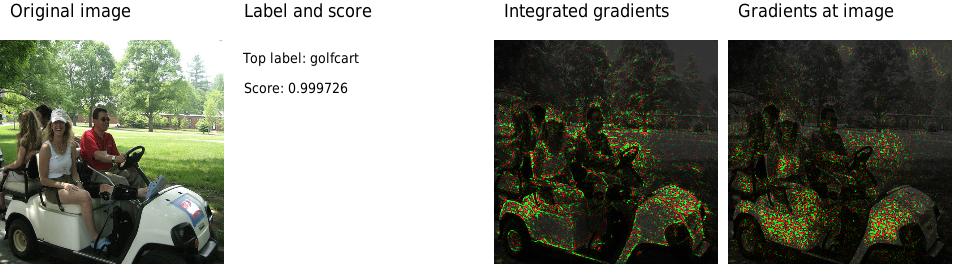 Original image
Label and score
Integrated gradients
Gradients at image
Top label: golfcart
Score: 0.999726